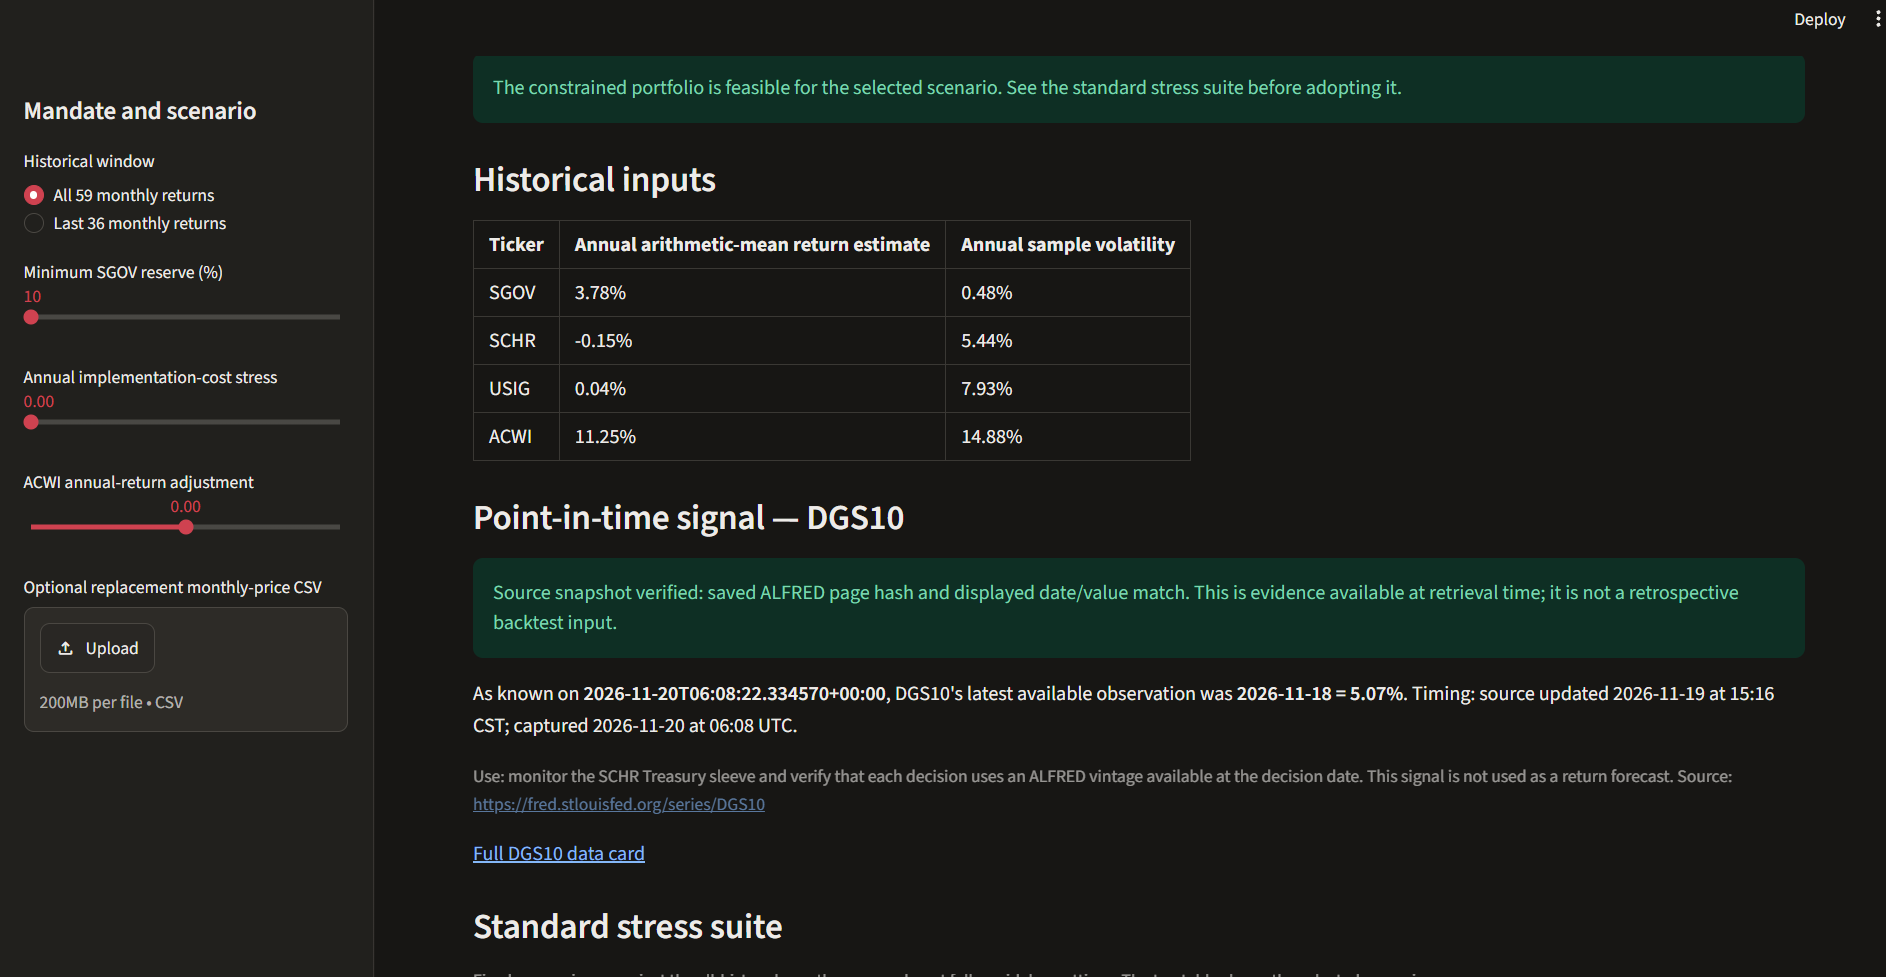 Deploy
Mandate and scenario
Historical window
All 59 monthly returns
Last 36 monthly returns
Minimum SGOV reserve (%)
10
Annual implementation-cost stress
0.00
ACWI annual-return adjustment
0.00
Optional replacement monthly-price CSV
Upload
200MB per file • CSV
The constrained portfolio is feasible for the selected scenario. See the standard stress suite before adopting it.
Historical inputs
Ticker Annual arithmetic-mean return estimate Annual sample volatility
SGOV 3.78% 0.48%
SCHR -0.15% 5.44%
USIG 0.04% 7.93%
ACWI 11.25% 14.88%
Point-in-time signal — DGS10
Source snapshot verified: saved ALFRED page hash and displayed date/value match. This is evidence available at retrieval time; it is not a retrospective
backtest input.
As known on 2026-11-20T06:08:22.334570+00:00, DGS10's latest available observation was 2026-11-18 = 5.07%. Timing: source updated 2026-11-19 at 15:16
CST; captured 2026-11-20 at 06:08 UTC.
Use: monitor the SCHR Treasury sleeve and verify that each decision uses an ALFRED vintage available at the decision date. This signal is not used as a return forecast. Source:
https://fred.stlouisfed.org/series/DGS10
Full DGS10 data card
Standard stress suite